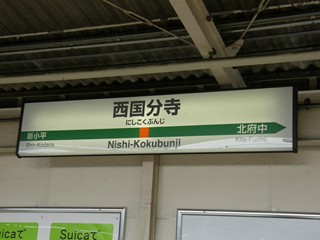 西国分寺
にしこくぶんじ
新小平
Shin-Kodaira
Nishi-Kokubunji
北府中
Kita-Fuchū
Suicaで
Suicaで